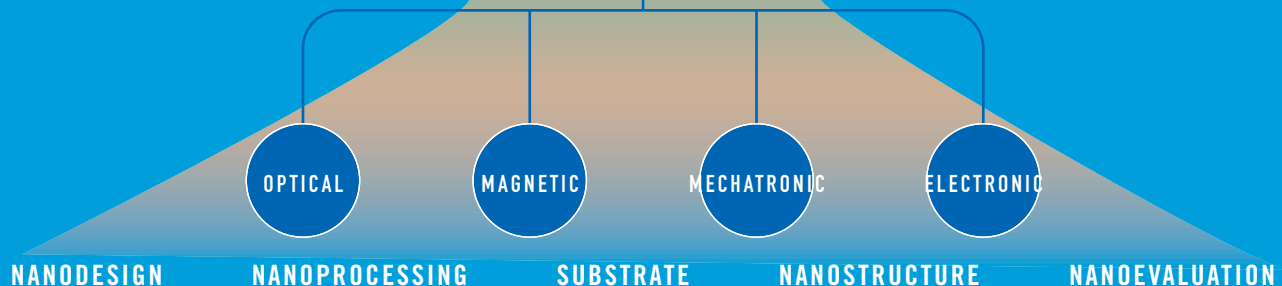 OPTICAL MAGNETIC MECHATRONIC ELECTRONIC
NANODESIGN NANOPROCESSING SUBSTRATE NANOSTRUCTURE NANOEVALUATION